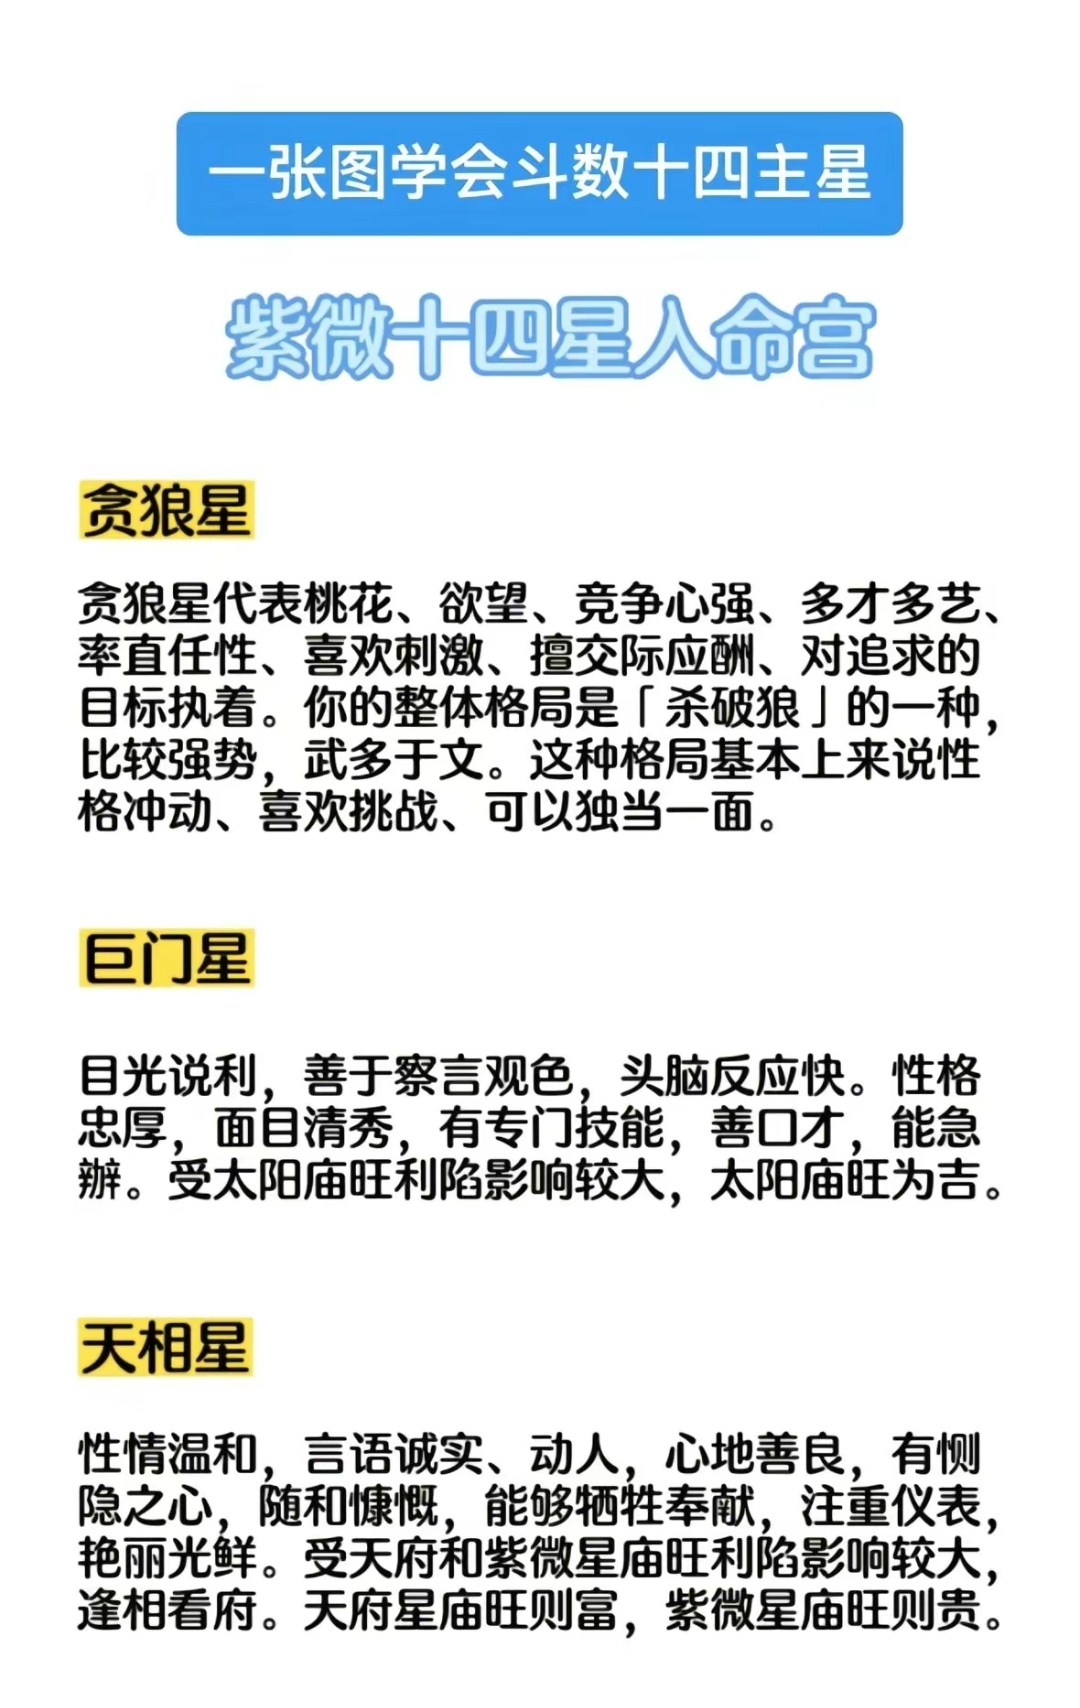 一张图学会斗数十四主星
紫微十四星入命宫
贪狼星
贪狼星代表桃花、欲望、竞争心强、多才多艺、
率直任性、喜欢刺激、擅交际应酬、对追求的
目标执着。你的整体格局是「杀破狼」的一种，
比较强势，武多于文。这种格局基本上来说性
格冲动、喜欢挑战、可以独当一面。
巨门星
目光说利，善于察言观色，头脑反应快。性格
忠厚，面目清秀，有专门技能，善口才，能急
辦。受太阳庙旺利陷影响较大，太阳庙旺为吉。
天相星
性情温和，言语诚实、动人，心地善良，有恻
隐之心，随和慷慨，能够牺牲奉献，注重仪表，
艳丽光鲜。受天府和紫微星庙旺利陷影响较大，
逢相看府。天府星庙旺则富，紫微星庙旺则贵。